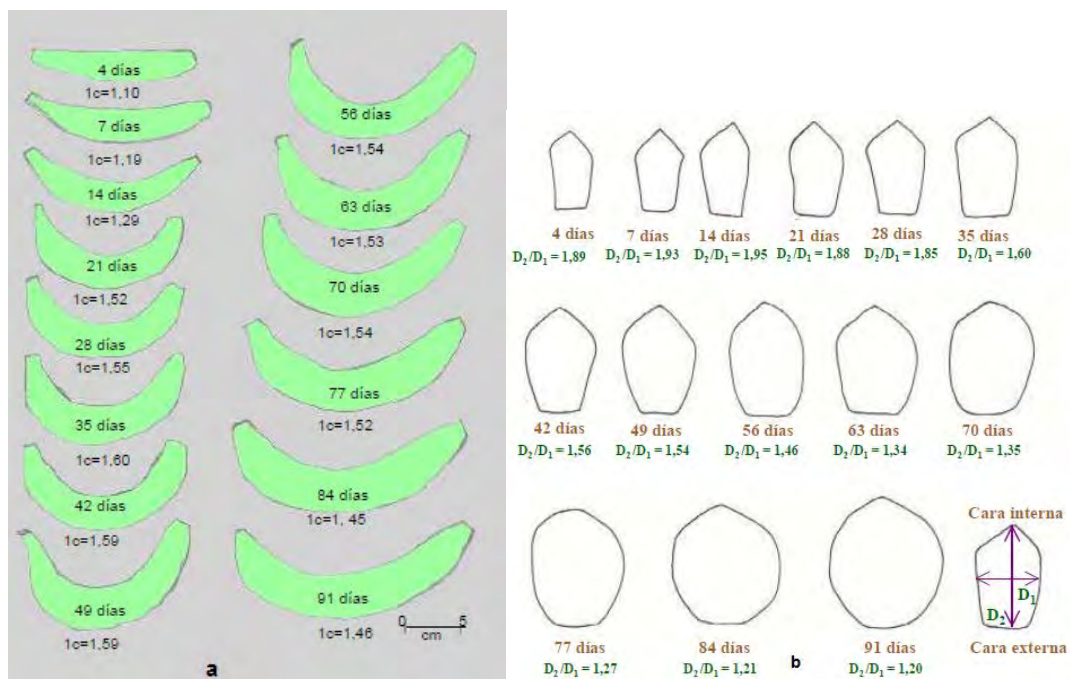 4 días
1c=1,10
7 días
1c=1,19
14 días
1c=1,29
21 días
1c=1,52
28 días
1c=1,55
35 días
1c=1,60
42 días
1c=1,59
49 días
1c=1,59
56 días
1c=1,54
63 días
1c=1,53
70 días
1c=1,54
77 días
1c=1,52
84 días
1c=1, 45
91 días
1c=1,46
0 5
cm
a
4 días 7 días 14 días 21 días 28 días 35 días
D₂/D₁ = 1,89 D₂/D₁ = 1,93 D₂/D₁ = 1,95 D₂/D₁ = 1,88 D₂/D₁ = 1,85 D₂/D₁ = 1,60
42 días 49 días 56 días 63 días 70 días
D₂/D₁ = 1,56 D₂/D₁ = 1,54 D₂/D₁ = 1,46 D₂/D₁ = 1,34 D₂/D₁ = 1,35
Cara interna
D₁
D₂
Cara externa
77 días 84 días 91 días
D₂/D₁ = 1,27 D₂/D₁ = 1,21 D₂/D₁ = 1,20
b